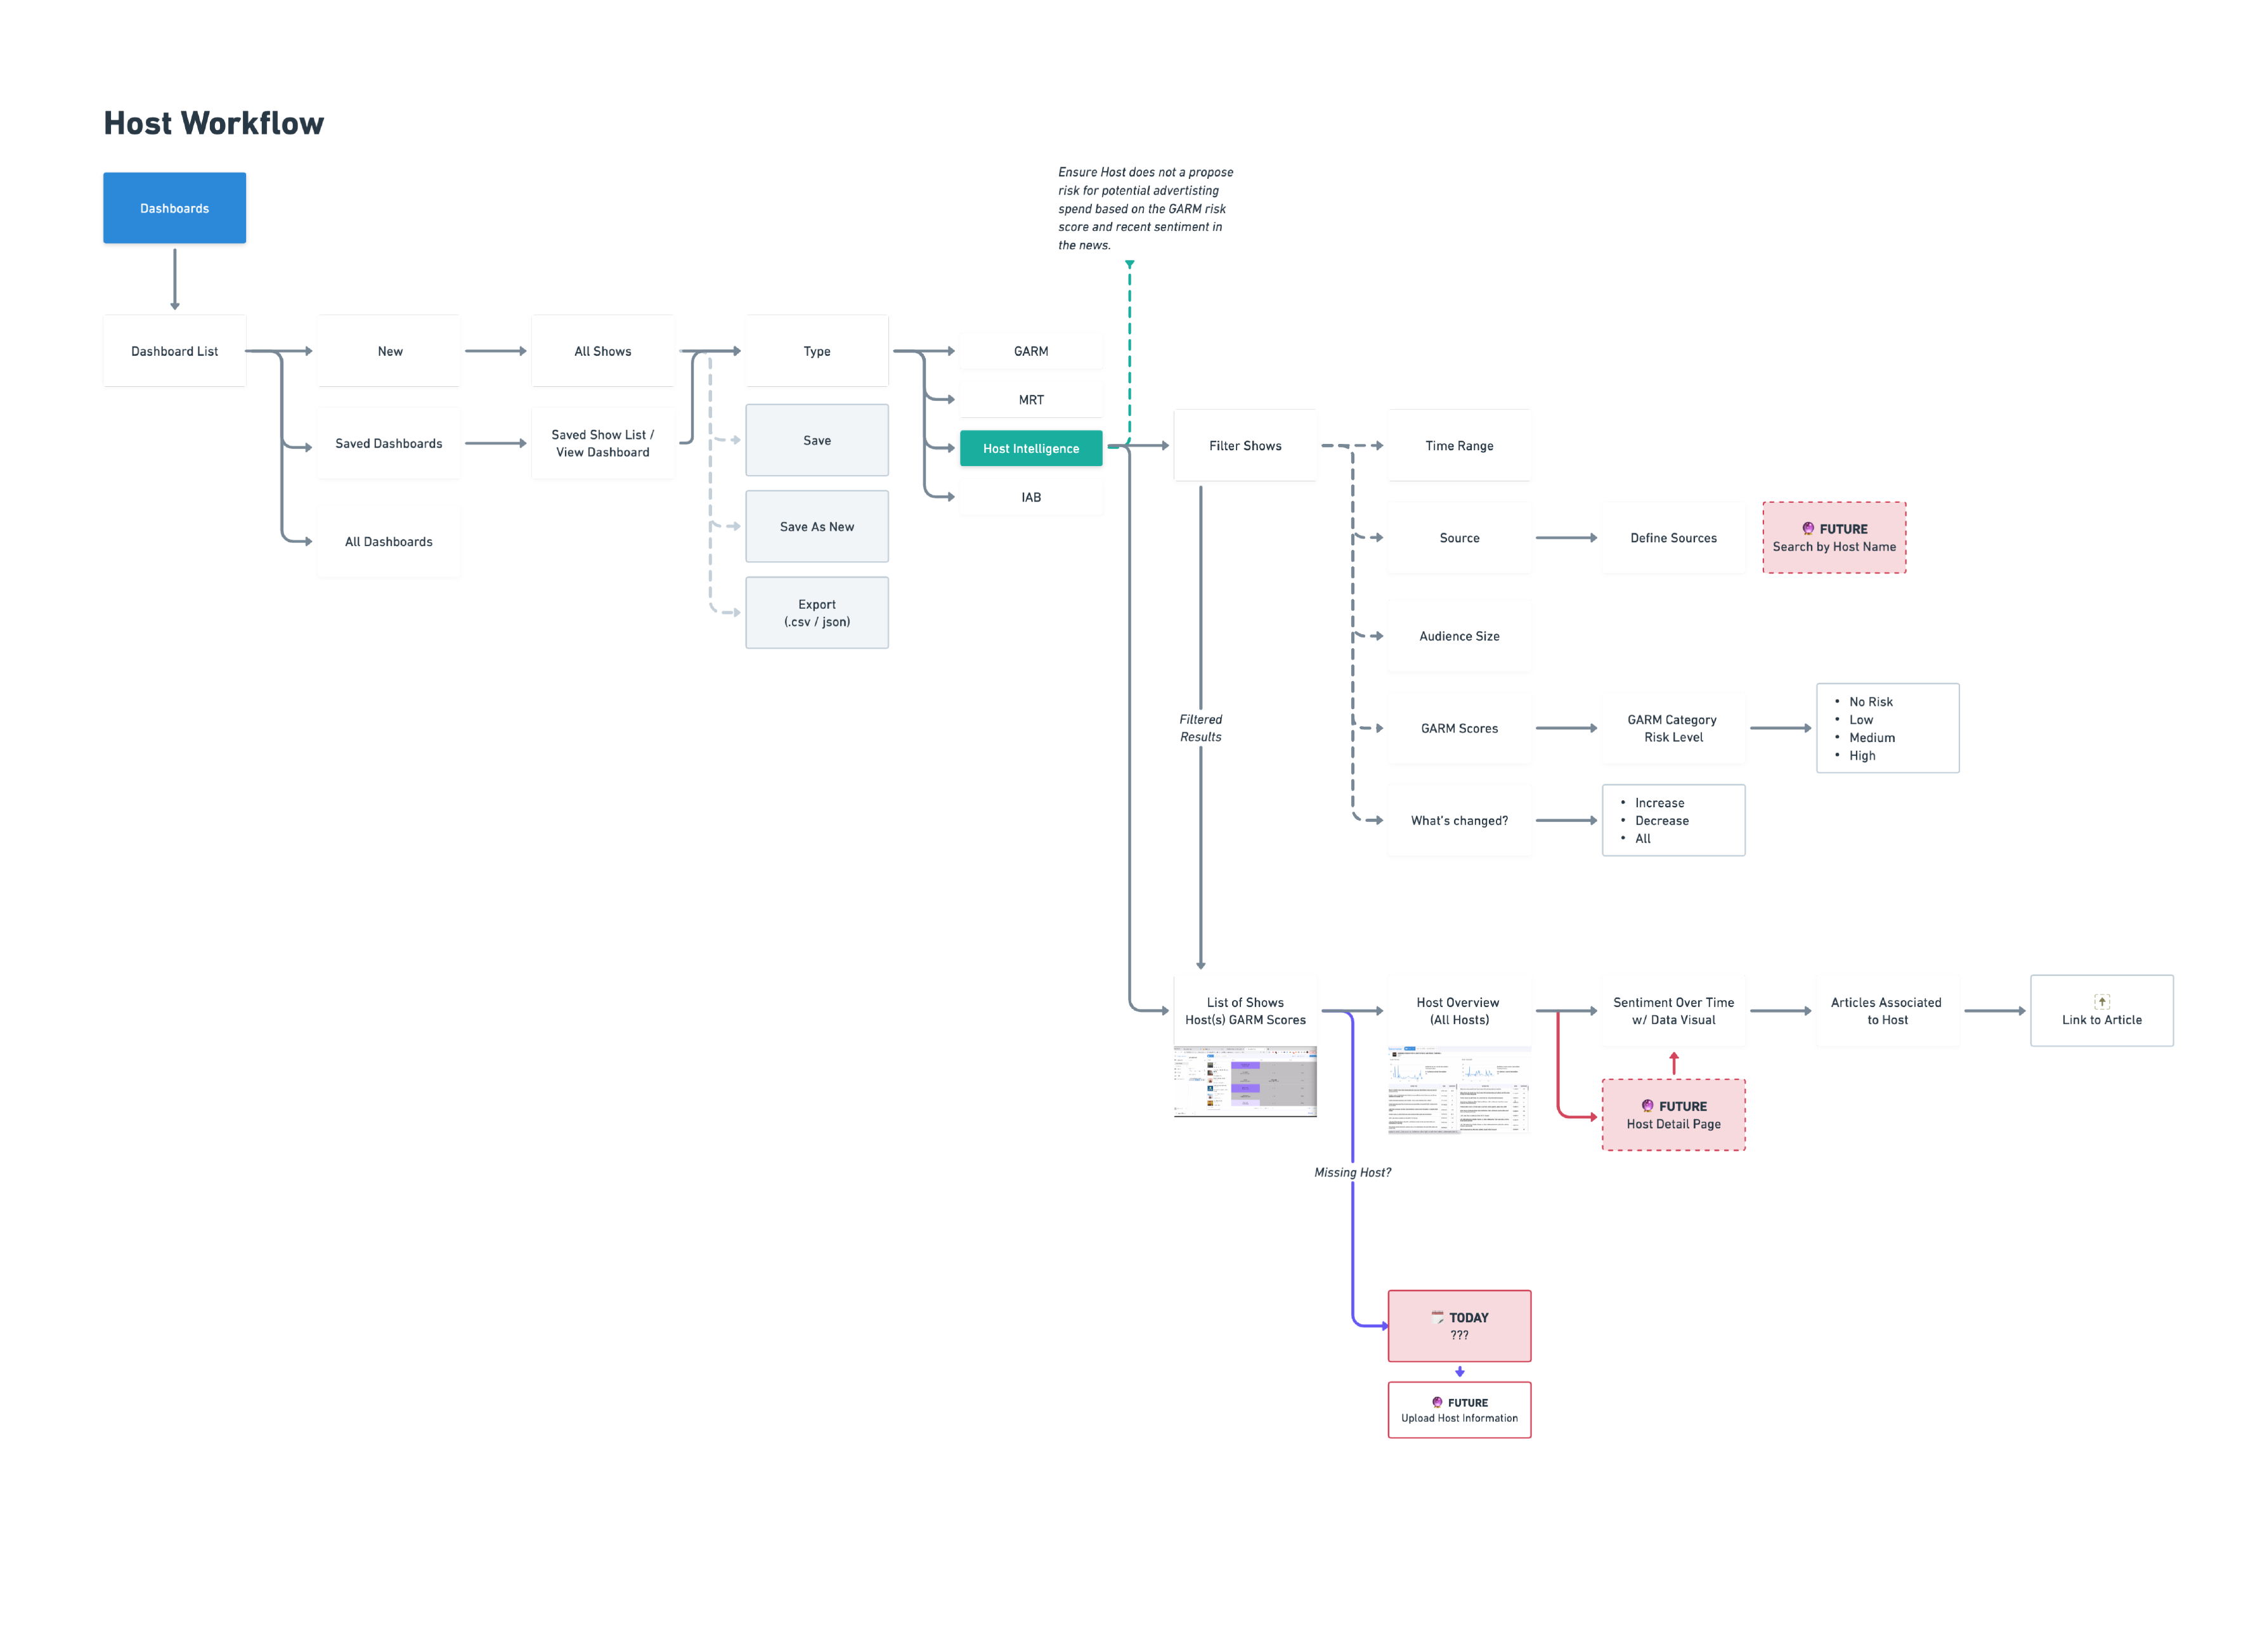 Host Workflow
Dashboards
Ensure Host does not a propose
risk for potential advertisting
spend based on the GARM risk
score and recent sentiment in
the news.
Dashboard List
New
All Shows
Type
GARM
MRT
Host Intelligence
IAB
Saved Dashboards
Saved Show List /
View Dashboard
Save
All Dashboards
Save As New
Export
(.csv / json)
Filter Shows
Time Range
Source
Define Sources
FUTURE
Search by Host Name
Audience Size
Filtered
Results
GARM Scores
GARM Category
Risk Level
• No Risk
• Low
• Medium
• High
What's changed?
• Increase
• Decrease
• All
List of Shows
Host(s) GARM Scores
Host Overview
(All Hosts)
Sentiment Over Time
w/ Data Visual
Articles Associated
to Host
Link to Article
FUTURE
Host Detail Page
Missing Host?
TODAY
???
FUTURE
Upload Host Information